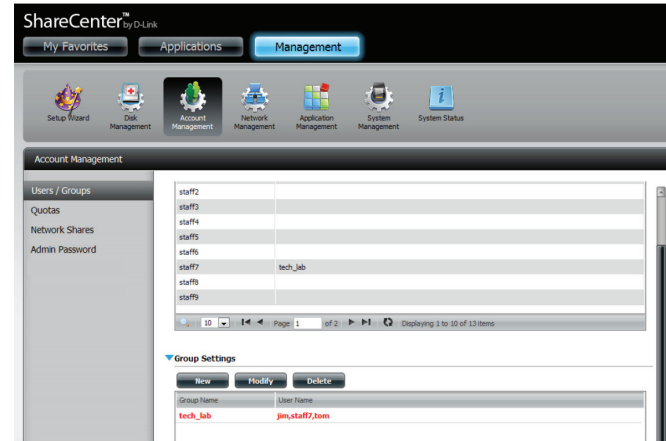 ShareCenter™ by D-Link
My Favorites Applications Management
Setup Wizard Disk Management Account Management Network Management Application Management System Management System Status
Account Management
Users / Groups
Quotas
Network Shares
Admin Password
staff2
staff3
staff4
staff5
staff6
staff7 tech_lab
staff8
staff9
10 Page 1 of 2 Displaying 1 to 10 of 13 items
Group Settings
New Modify Delete
Group Name User Name
tech_lab jim,staff7,tom